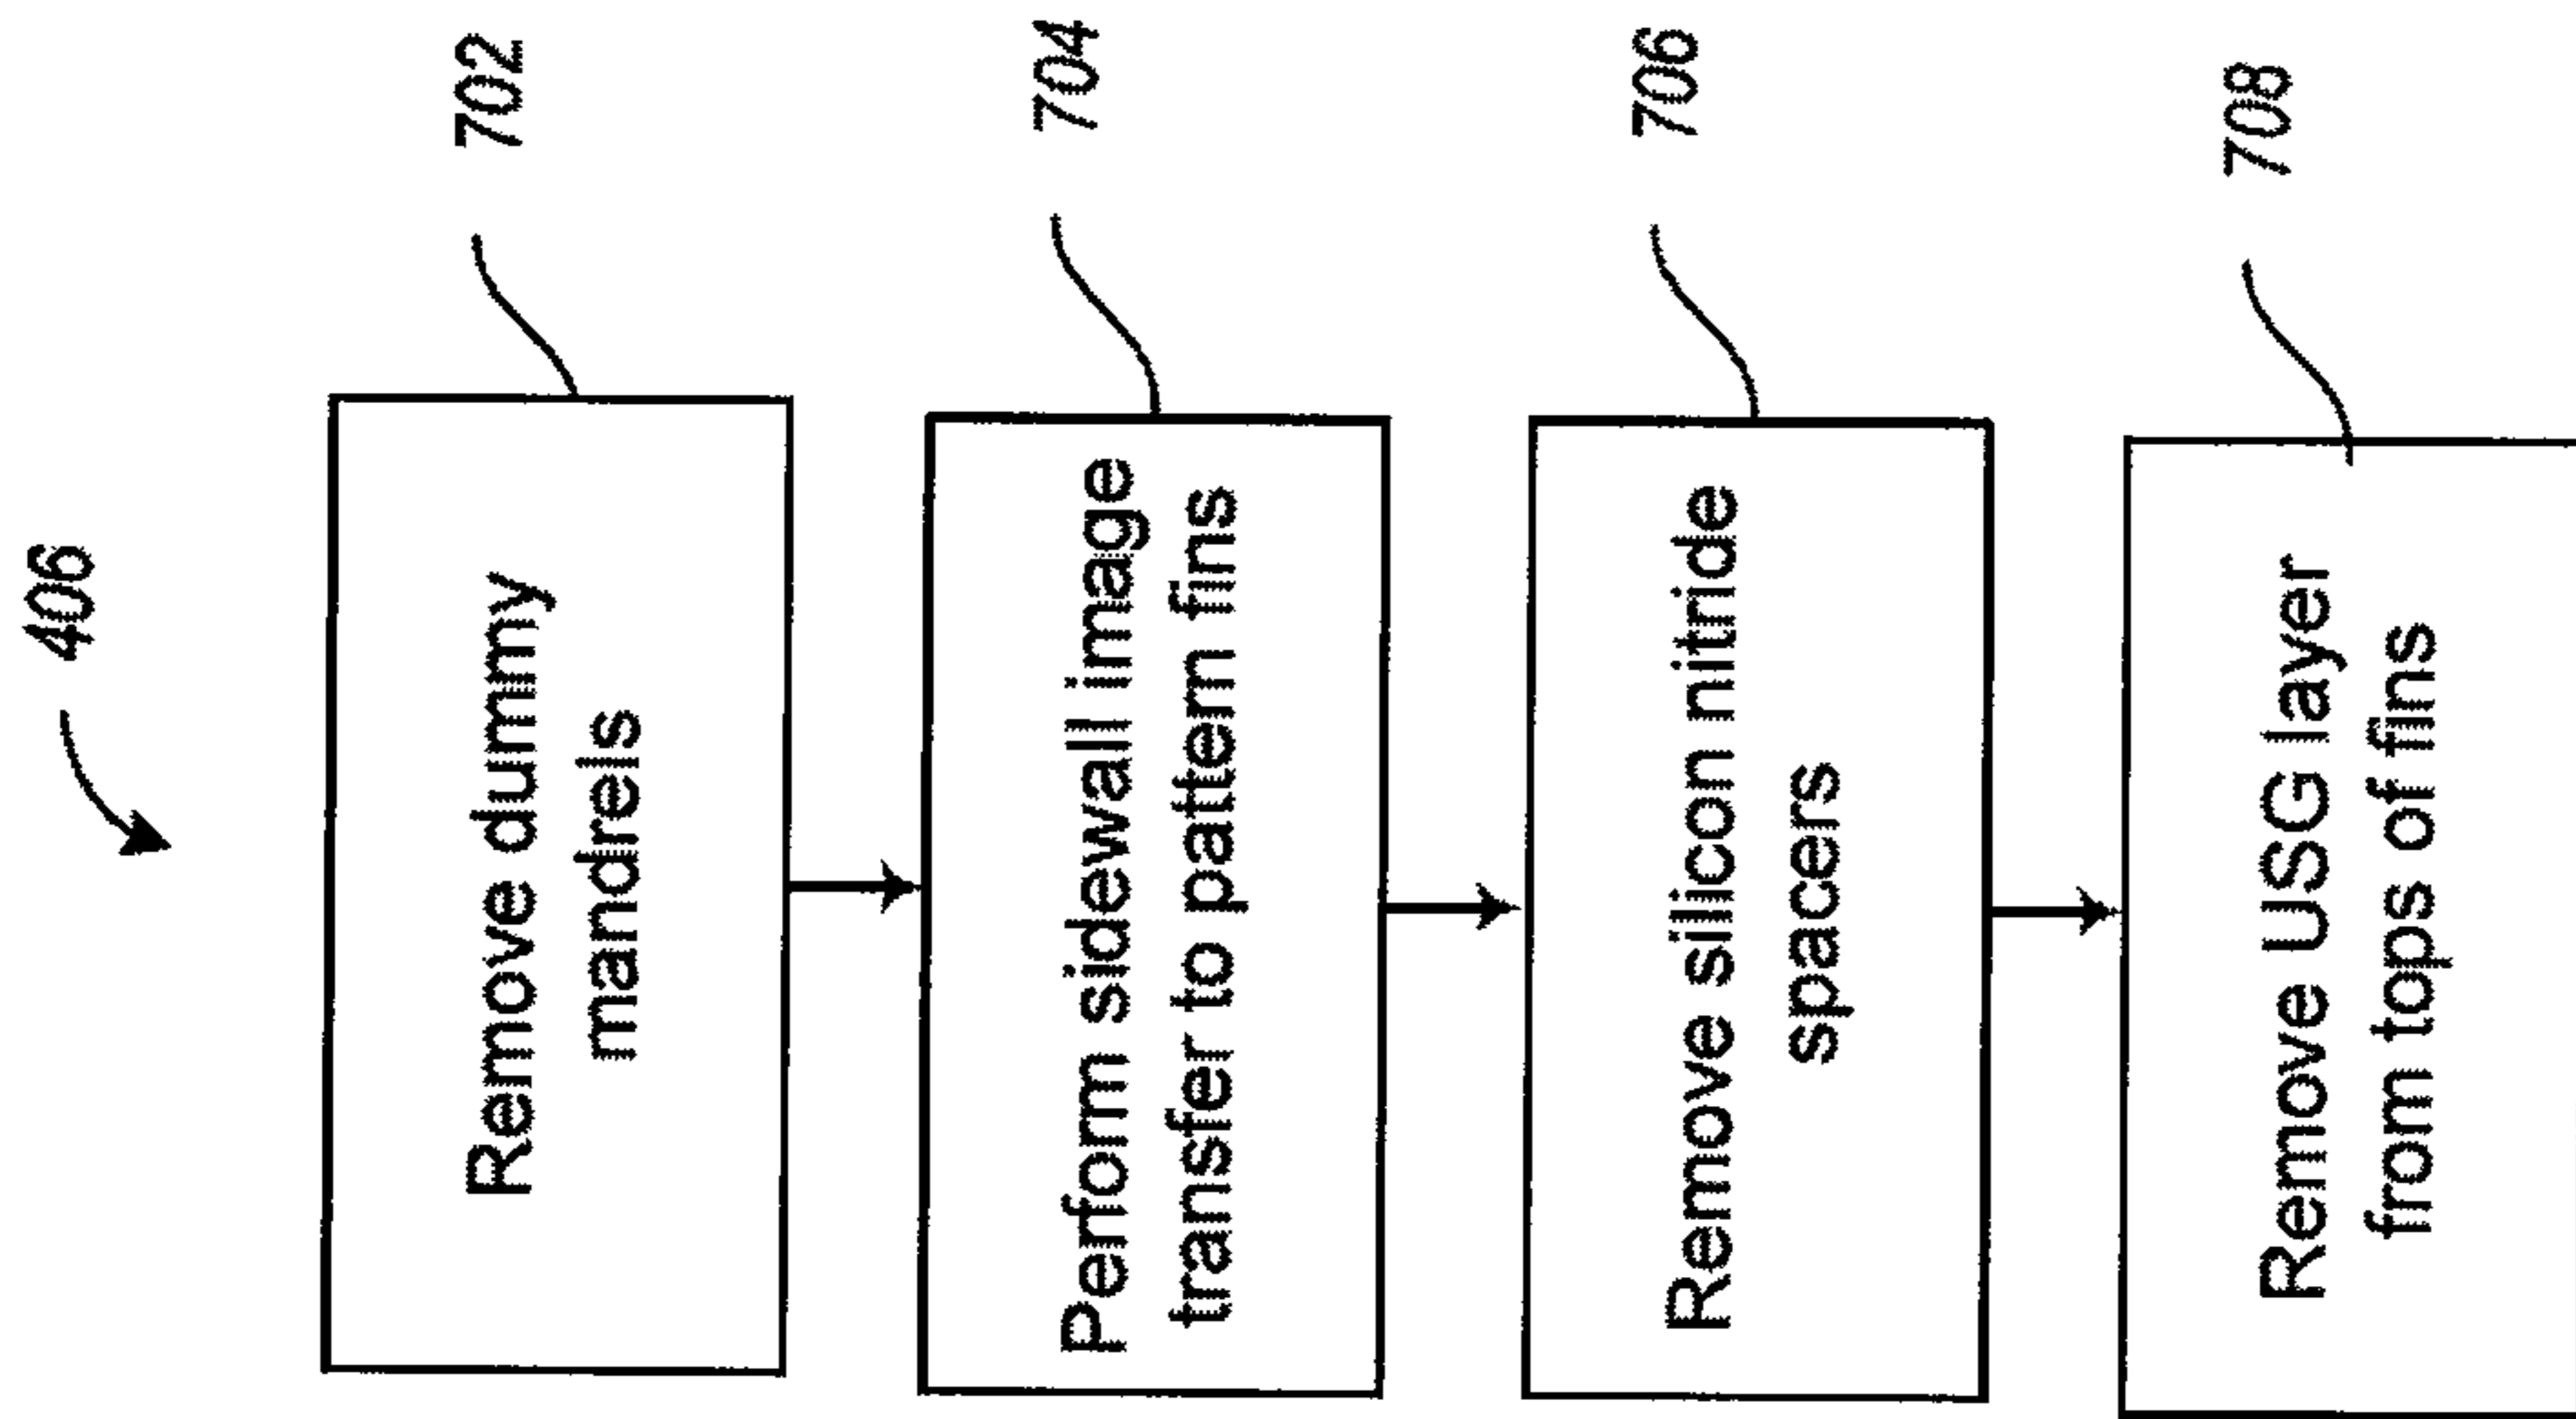 406
Remove dummy
mandrels
702
Perform sidewall image
transfer to pattern fins
704
Remove silicon nitride
spacers
706
Remove USG layer
from tops of fins
708